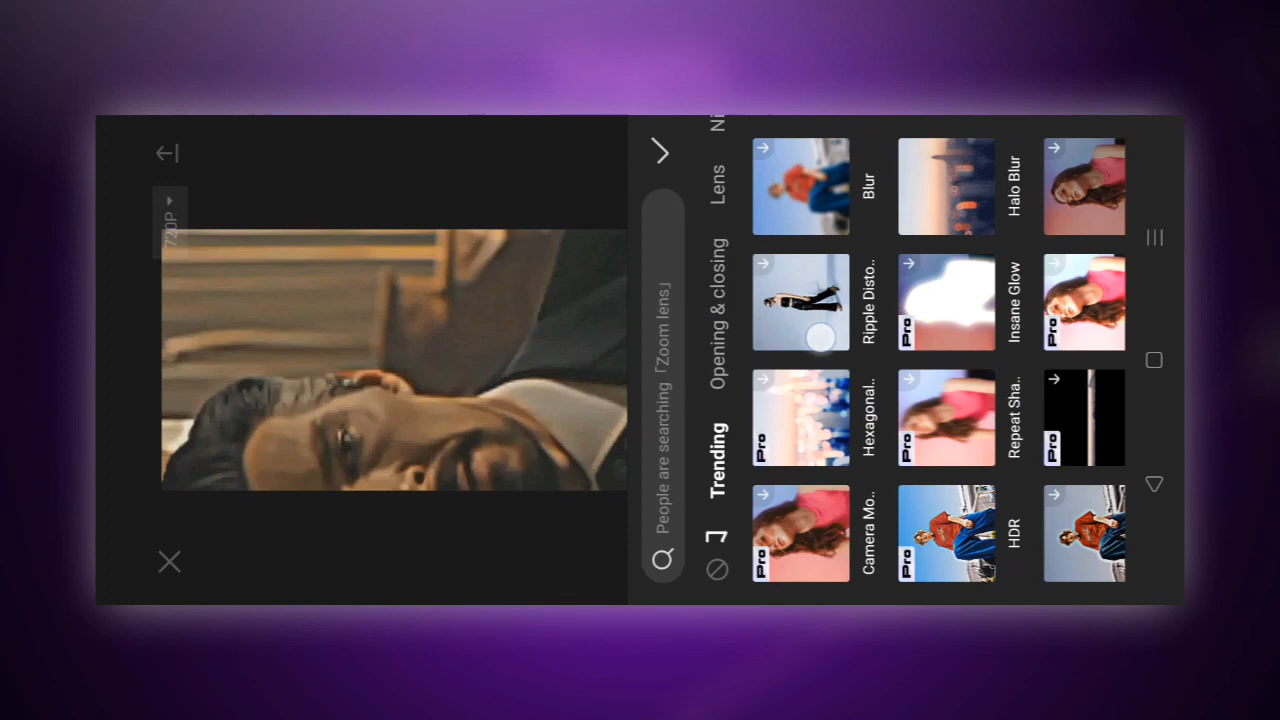 720P
People are searching「Zoom lens」
Trending
Opening & closing
Lens
Ni
Pro
Pro
Camera Mo..
Hexagonal..
Ripple Disto..
Blur
Pro
Pro
Pro
HDR
Repeat Sha..
Insane Glow
Halo Blur
Pro
Pro